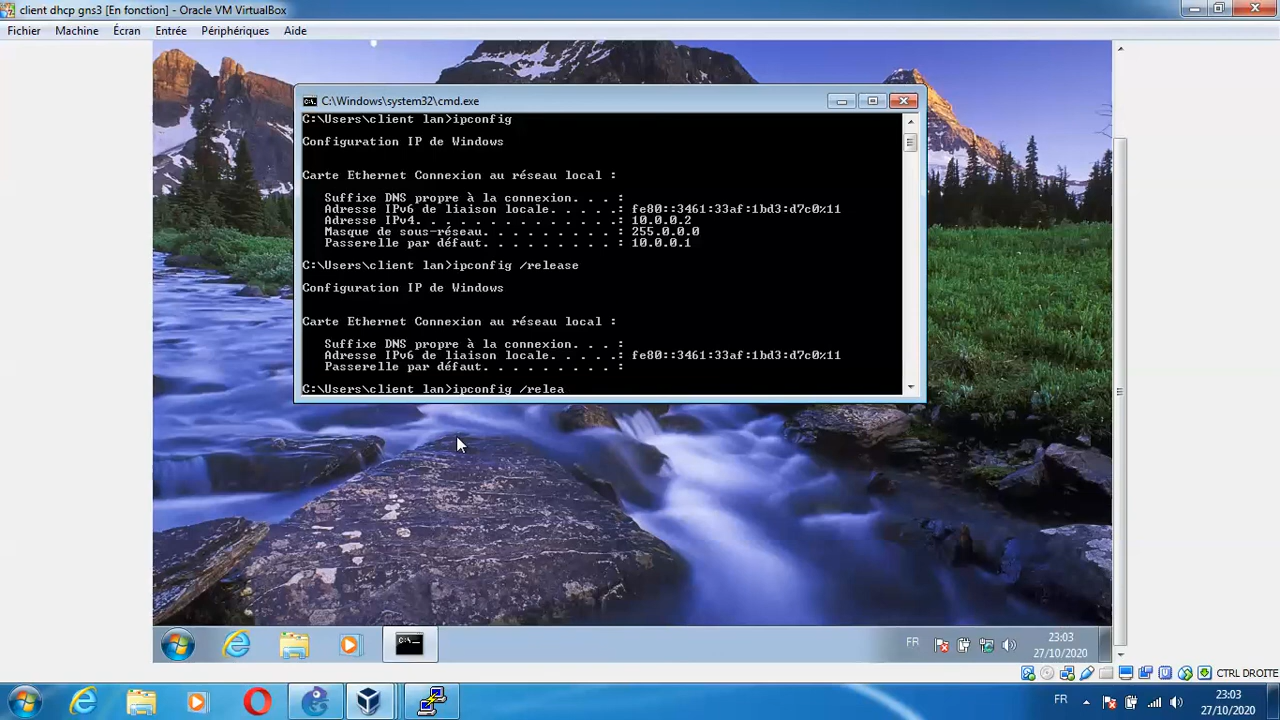 client dhcp gns3 [En fonction] - Oracle VM VirtualBox
Fichier Machine Écran Entrée Périphériques Aide
C:\Windows\system32\cmd.exe
C:\Users\client lan>ipconfig
Configuration IP de Windows
Carte Ethernet Connexion au réseau local :
Suffixe DNS propre à la connexion. . . :
Adresse IPv6 de liaison locale. . . . .: fe80::3461:33af:1bd3:d7c0%11
Adresse IPv4. . . . . . . . . . . . . .: 10.0.0.2
Masque de sous-réseau. . . . . . . . . : 255.0.0.0
Passerelle par défaut. . . . . . . . . : 10.0.0.1
C:\Users\client lan>ipconfig /release
Configuration IP de Windows
Carte Ethernet Connexion au réseau local :
Suffixe DNS propre à la connexion. . . :
Adresse IPv6 de liaison locale. . . . .: fe80::3461:33af:1bd3:d7c0%11
Passerelle par défaut. . . . . . . . . :
C:\Users\client lan>ipconfig /relea
FR
23:03
27/10/2020
CTRL DROITE
FR
23:03
27/10/2020